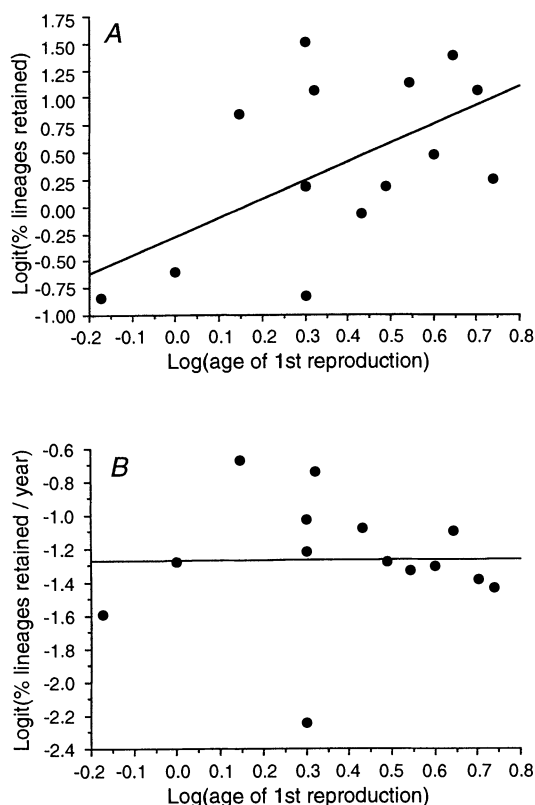 A
Logit(% lineages retained)
1.75
1.50
1.25
1.00
0.75
0.50
0.25
0.00
-0.25
-0.50
-0.75
-1.00
-0.2 -0.1 0.0 0.1 0.2 0.3 0.4 0.5 0.6 0.7 0.8
Log(age of 1st reproduction)
B
Logit(% lineages retained / year)
-0.6
-0.8
-1.0
-1.2
-1.4
-1.6
-1.8
-2.0
-2.2
-2.4
-0.2 -0.1 0.0 0.1 0.2 0.3 0.4 0.5 0.6 0.7 0.8
Log(age of 1st reproduction)